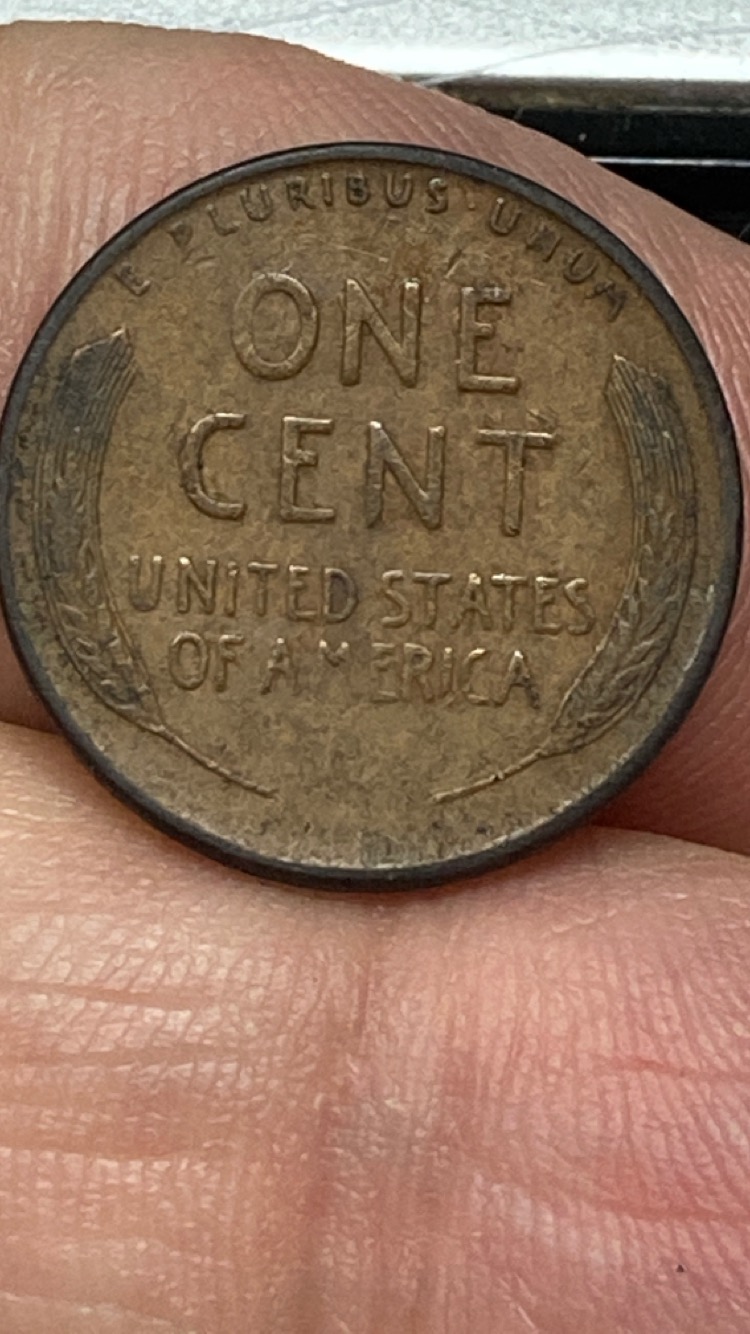 E PLURIBUS · UNUM
ONE
CENT
UNITED STATES
OF AMERICA